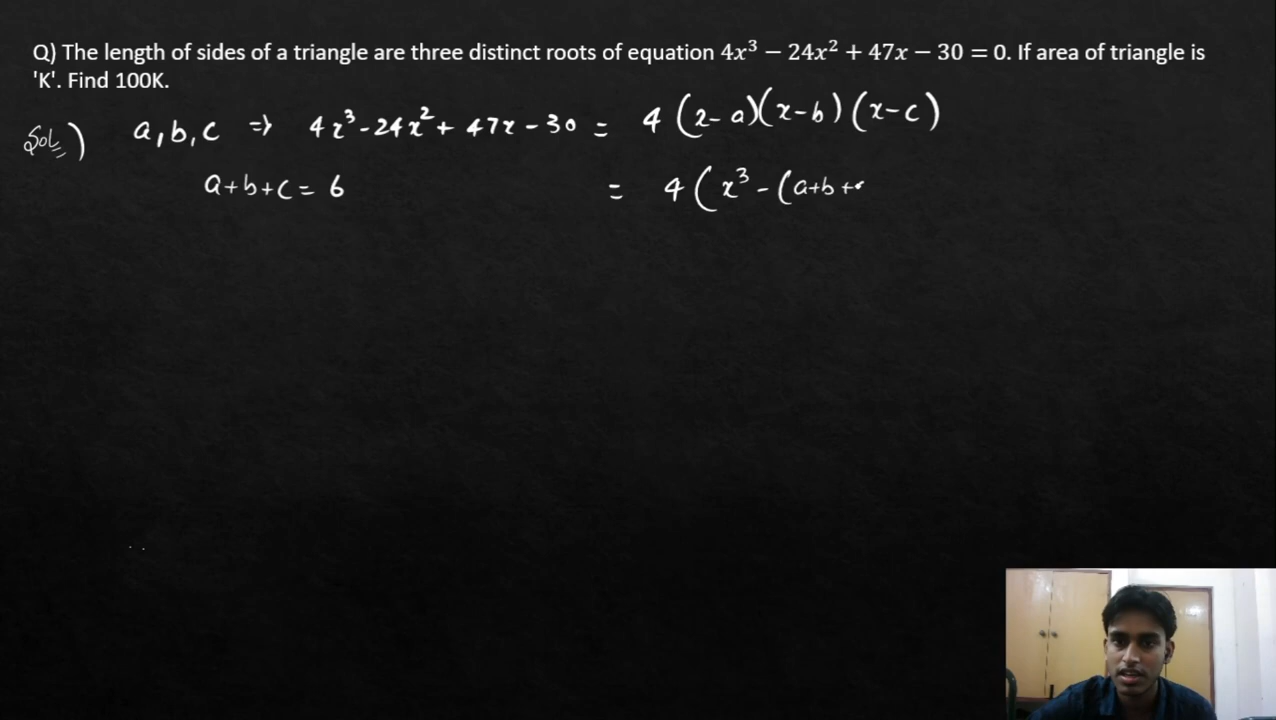 Q) The length of sides of a triangle are three distinct roots of equation 4x³ − 24x² + 47x − 30 = 0. If area of triangle is
'K'. Find 100K.
Sol) a, b, c ⇒ 4x³ - 24x² + 47x - 30 = 4 (x - a)(x - b) (x - c)
a + b + c = 6 = 4 (x³ - (a+b +